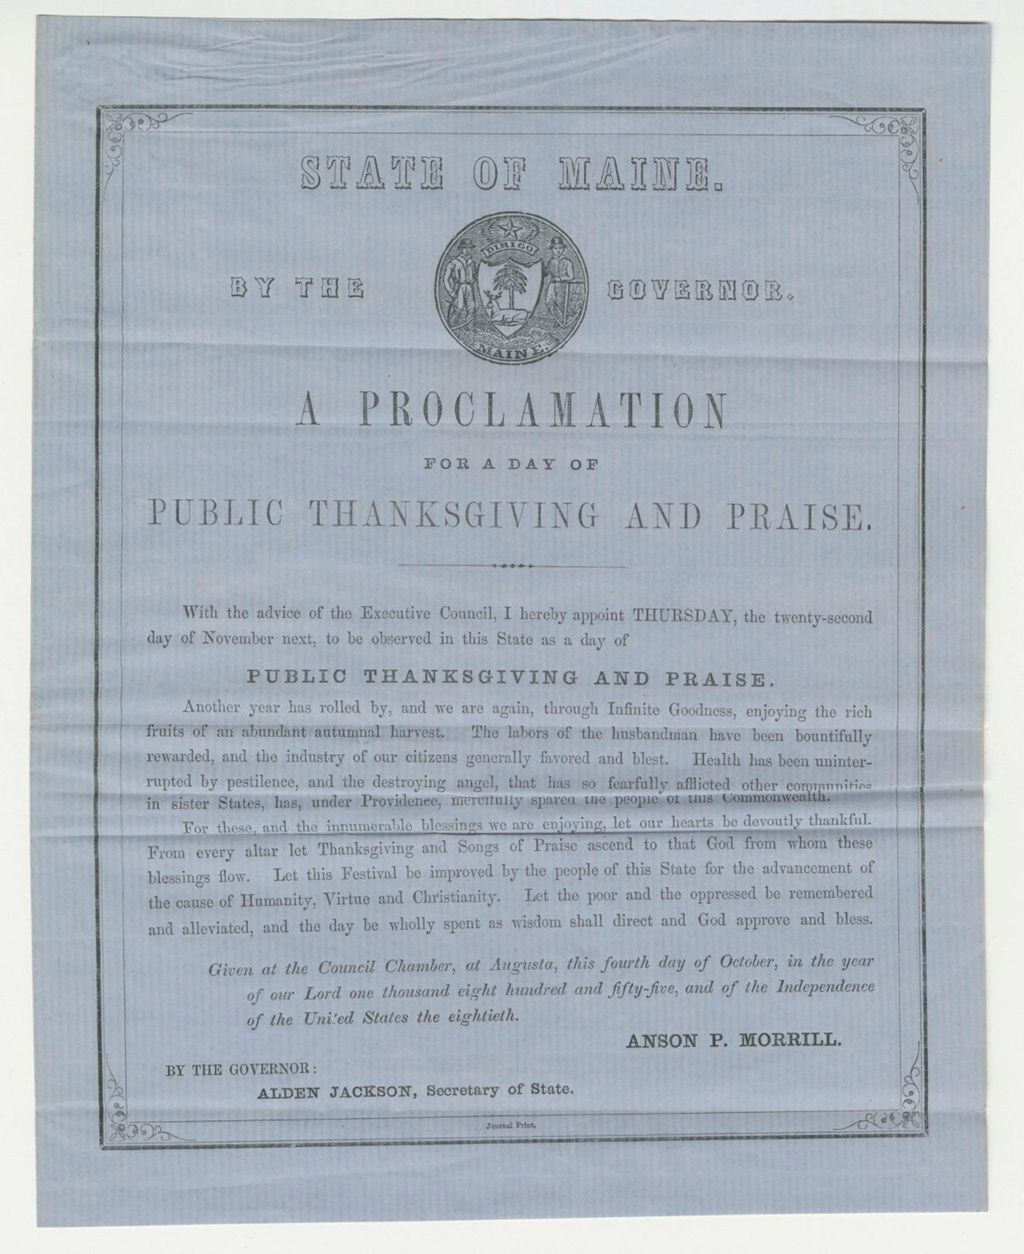 STATE OF MAINE.
DIRIGO
BY THE GOVERNOR.
MAINE.
A PROCLAMATION
FOR A DAY OF
PUBLIC THANKSGIVING AND PRAISE.
With the advice of the Executive Council, I hereby appoint THURSDAY, the twenty-second
day of November next, to be observed in this State as a day of
PUBLIC THANKSGIVING AND PRAISE.
Another year has rolled by, and we are again, through Infinite Goodness, enjoying the rich
fruits of an abundant autumnal harvest. The labors of the husbandman have been bountifully
rewarded, and the industry of our citizens generally favored and blest. Health has been uninter-
rupted by pestilence, and the destroying angel, that has so fearfully afflicted other communities
in sister States, has, under Providence, mercifully spared the people of this Commonwealth.
For these, and the innumerable blessings we are enjoying, let our hearts be devoutly thankful.
From every altar let Thanksgiving and Songs of Praise ascend to that God from whom these
blessings flow. Let this Festival be improved by the people of this State for the advancement of
the cause of Humanity, Virtue and Christianity. Let the poor and the oppressed be remembered
and alleviated, and the day be wholly spent as wisdom shall direct and God approve and bless.
Given at the Council Chamber, at Augusta, this fourth day of October, in the year
of our Lord one thousand eight hundred and fifty-five, and of the Independence
of the United States the eightieth.
ANSON P. MORRILL.
BY THE GOVERNOR:
ALDEN JACKSON, Secretary of State.
Journal Print.